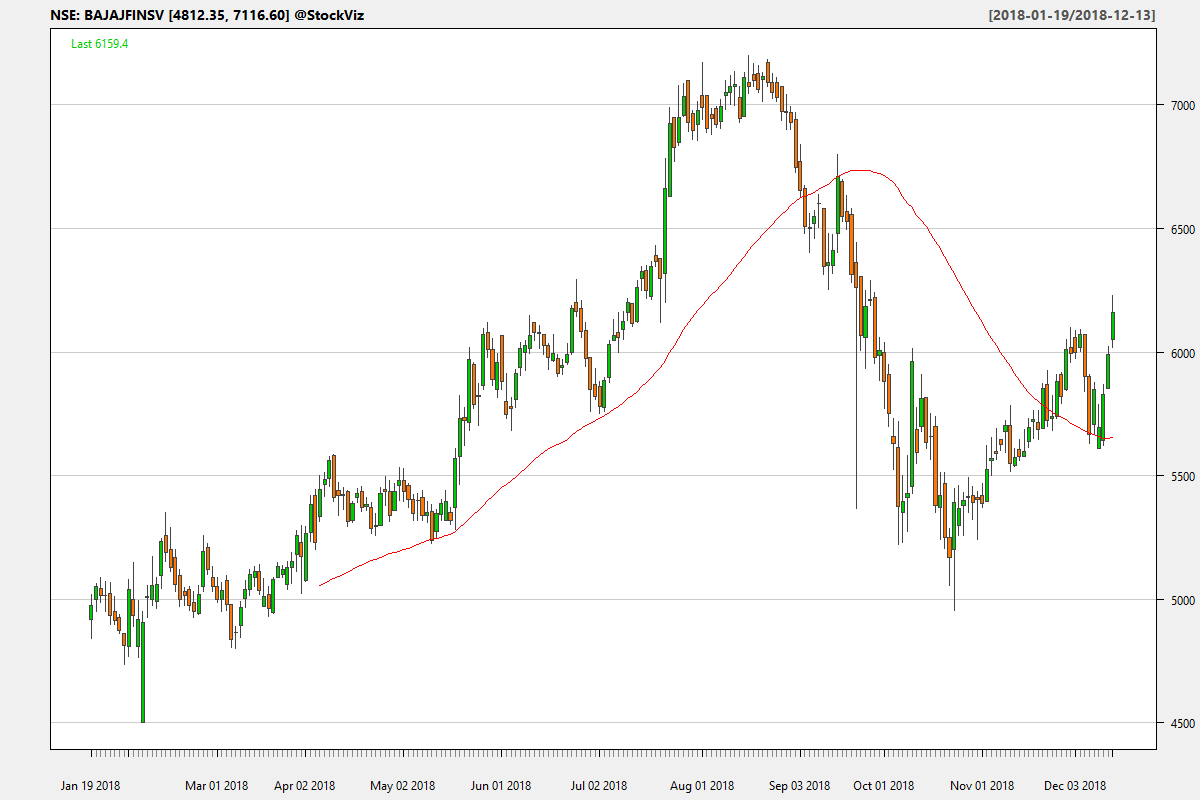 NSE: BAJAJFINSV [4812.35, 7116.60] @StockViz
[2018-01-19/2018-12-13]
Last 6159.4
7000
6500
6000
5500
5000
4500
Jan 19 2018
Mar 01 2018
Apr 02 2018
May 02 2018
Jun 01 2018
Jul 02 2018
Aug 01 2018
Sep 03 2018
Oct 01 2018
Nov 01 2018
Dec 03 2018